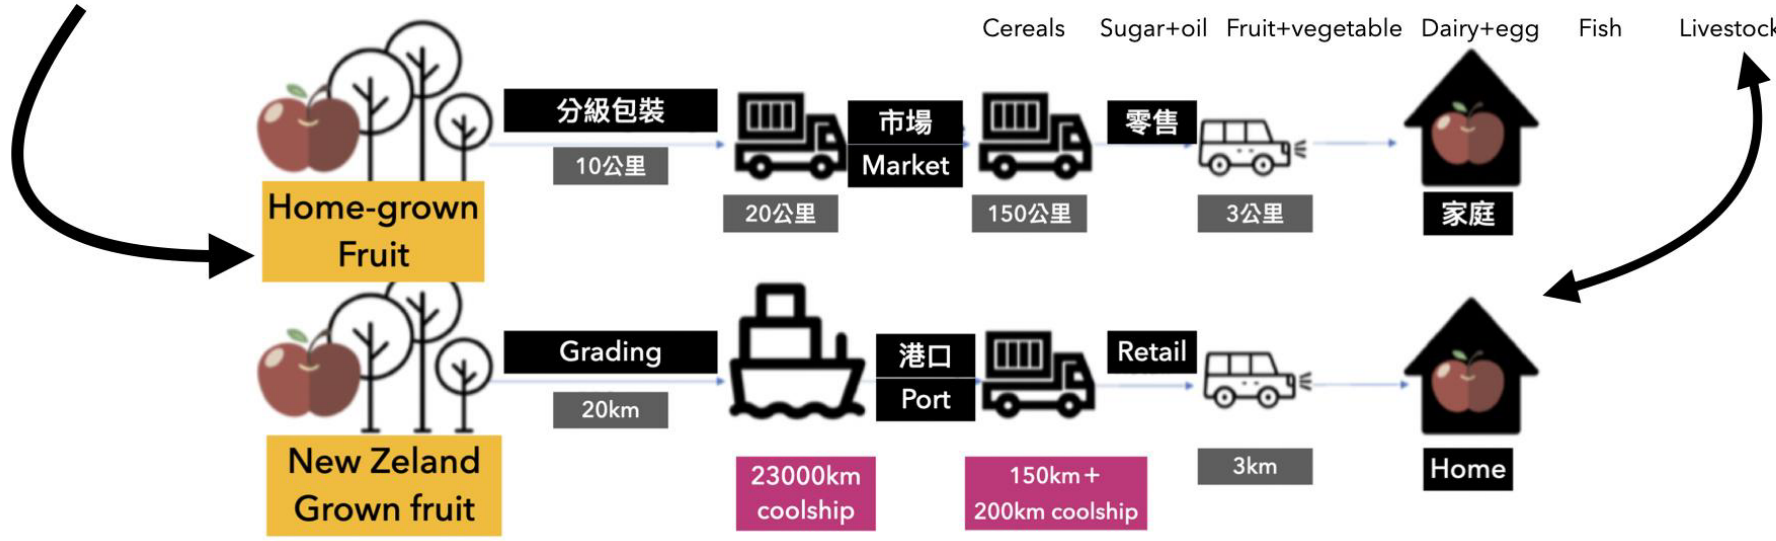 Cereals Sugar+oil Fruit+vegetable Dairy+egg Fish Livestock
分級包裝
市場
零售
10公里
Market
Home-grown
Fruit
20公里
150公里
3公里
家庭
Grading
港口
Retail
20km
Port
New Zeland
Grown fruit
23000km
coolship
150km+
200km coolship
3km
Home